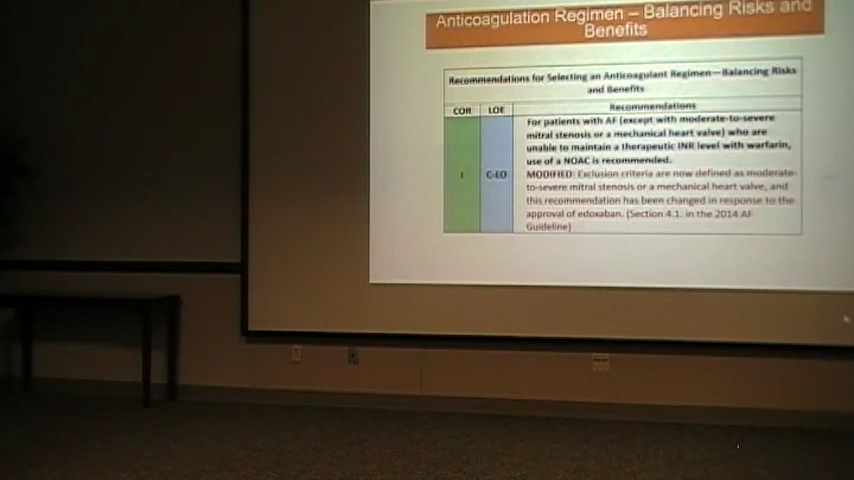 Anticoagulation Regimen – Balancing Risks and
Benefits
Recommendations for Selecting an Anticoagulant Regimen—Balancing Risks
and Benefits
COR LOE Recommendations
For patients with AF (except with moderate-to-severe
mitral stenosis or a mechanical heart valve) who are
unable to maintain a therapeutic INR level with warfarin,
use of a NOAC is recommended.
I C-EO MODIFIED: Exclusion criteria are now defined as moderate-
to-severe mitral stenosis or a mechanical heart valve, and
this recommendation has been changed in response to the
approval of edoxaban. (Section 4.1. in the 2014 AF
Guideline)